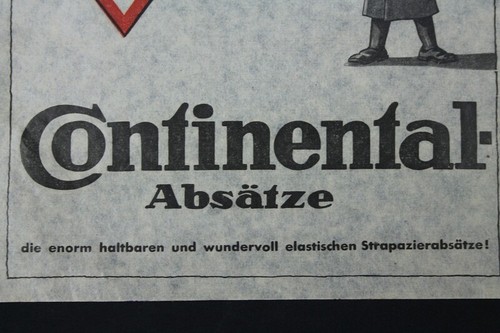 Continental-
Absätze
die enorm haltbaren und wundervoll elastischen Strapazierabsätze!